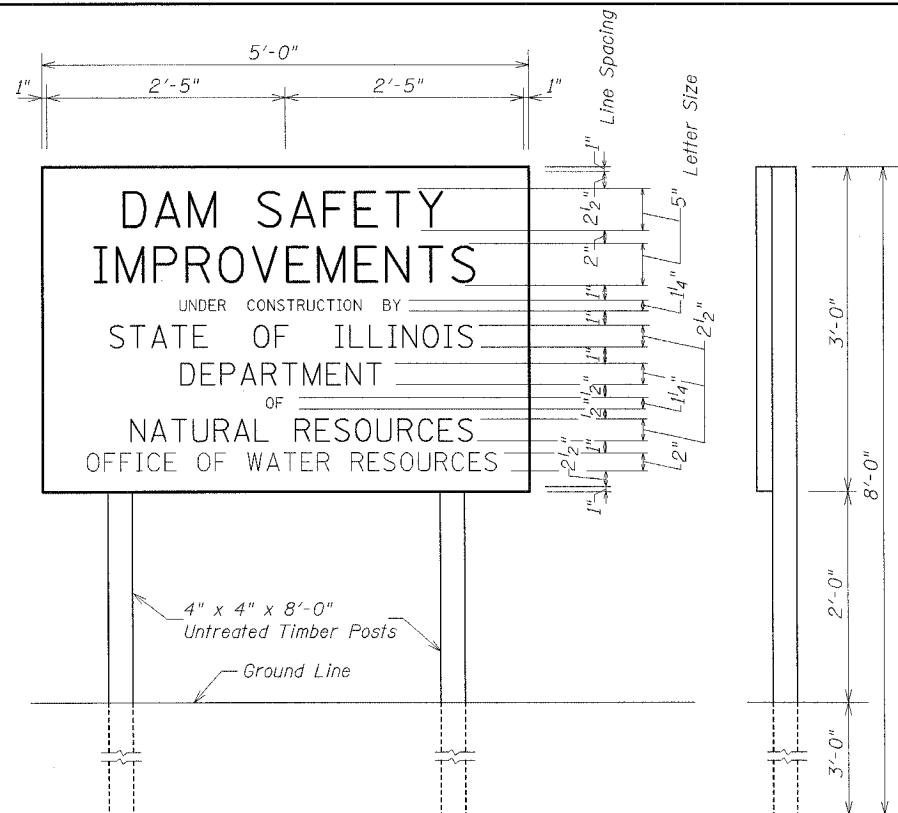 5'-0"
1" 2'-5" 2'-5" 1"
Line Spacing
Letter Size
DAM SAFETY
IMPROVEMENTS
UNDER CONSTRUCTION BY
STATE OF ILLINOIS
DEPARTMENT
OF
NATURAL RESOURCES
OFFICE OF WATER RESOURCES
1"
2½"
2"
1"
1"
1"
½"
½"
1"
2½"
1"
5"
1¼"
2½"
1¼"
2"
4" x 4" x 8'-0"
Untreated Timber Posts
Ground Line
3'-0"
2'-0"
3'-0"
8'-0"